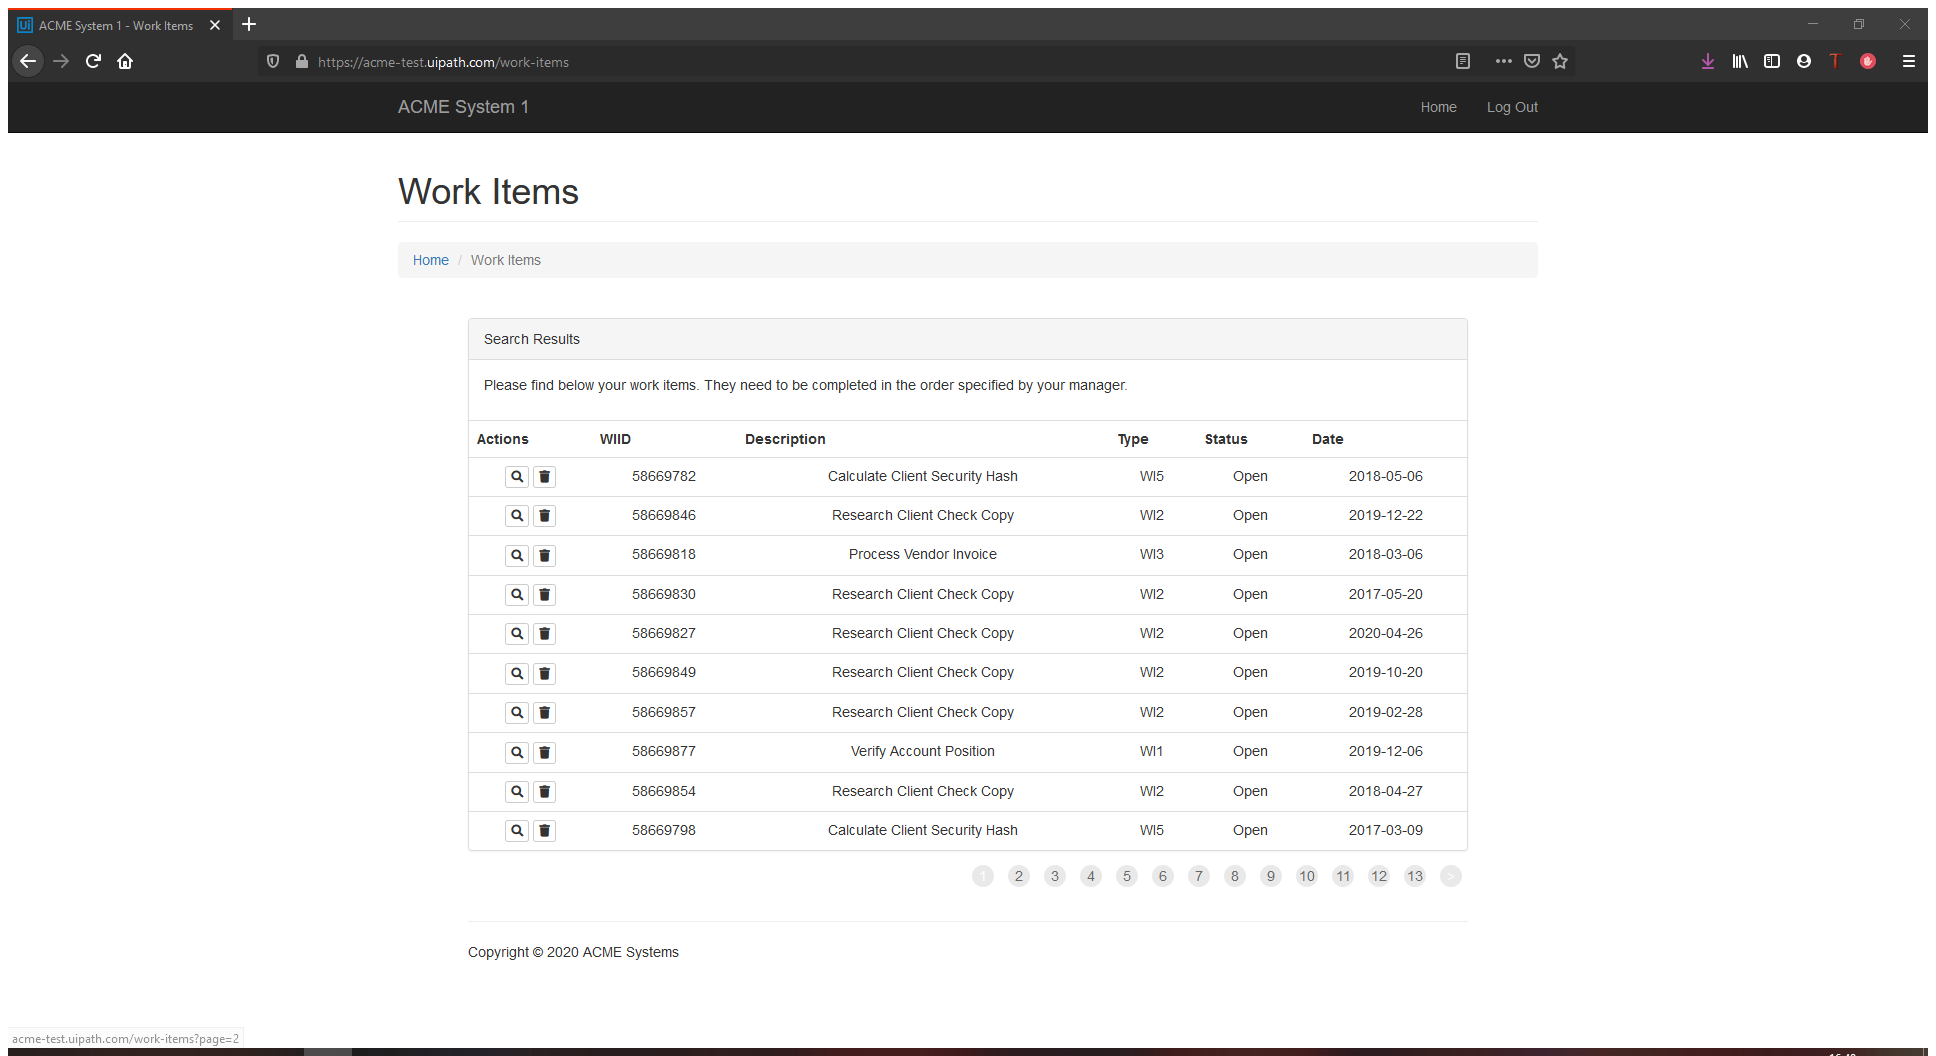 ACME System 1 - Work Items
https://acme-test.uipath.com/work-items
ACME System 1 Home Log Out
Work Items
Home / Work Items
Search Results
Please find below your work items. They need to be completed in the order specified by your manager.
Actions WIID Description Type Status Date
58669782 Calculate Client Security Hash WI5 Open 2018-05-06
58669846 Research Client Check Copy WI2 Open 2019-12-22
58669818 Process Vendor Invoice WI3 Open 2018-03-06
58669830 Research Client Check Copy WI2 Open 2017-05-20
58669827 Research Client Check Copy WI2 Open 2020-04-26
58669849 Research Client Check Copy WI2 Open 2019-10-20
58669857 Research Client Check Copy WI2 Open 2019-02-28
58669877 Verify Account Position WI1 Open 2019-12-06
58669854 Research Client Check Copy WI2 Open 2018-04-27
58669798 Calculate Client Security Hash WI5 Open 2017-03-09
1 2 3 4 5 6 7 8 9 10 11 12 13 >
Copyright © 2020 ACME Systems
acme-test.uipath.com/work-items?page=2